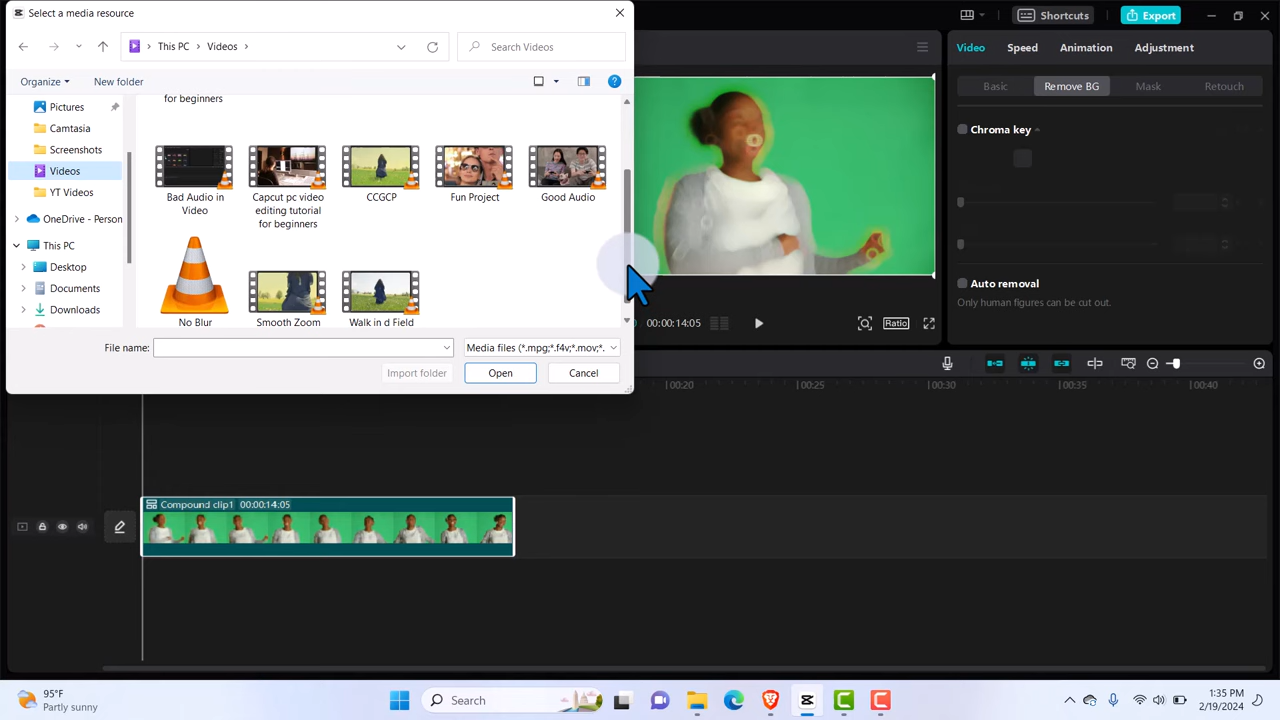 Select a media resource
Shortcuts
Export
This PC
Videos
Search Videos
Organize
New folder
Video
Speed
Animation
Adjustment
Basic
Remove BG
Mask
Retouch
Pictures
Camtasia
Screenshots
Videos
YT Videos
OneDrive - Person
This PC
Desktop
Documents
Downloads
for beginners
Bad Audio in
Video
Capcut pc video
editing tutorial
for beginners
CCGCP
Fun Project
Good Audio
No Blur
Smooth Zoom
Walk in d Field
Chroma key
Auto removal
Only human figures can be cut out.
File name:
Media files (*.mpg;*.f4v;*.mov;*.
Import folder
Open
Cancel
00:00:14:05
Ratio
00:20
00:25
00:30
00:35
00:40
Compound clip1 00:00:14:05
95°F
Partly sunny
Search
1:35 PM
2/19/2024